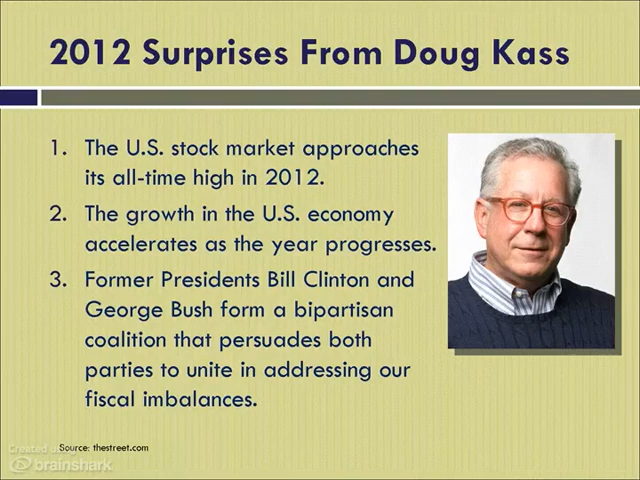 2012 Surprises From Doug Kass
1. The U.S. stock market approaches
its all-time high in 2012.
2. The growth in the U.S. economy
accelerates as the year progresses.
3. Former Presidents Bill Clinton and
George Bush form a bipartisan
coalition that persuades both
parties to unite in addressing our
fiscal imbalances.
Source: thestreet.com
Created using
brainshark